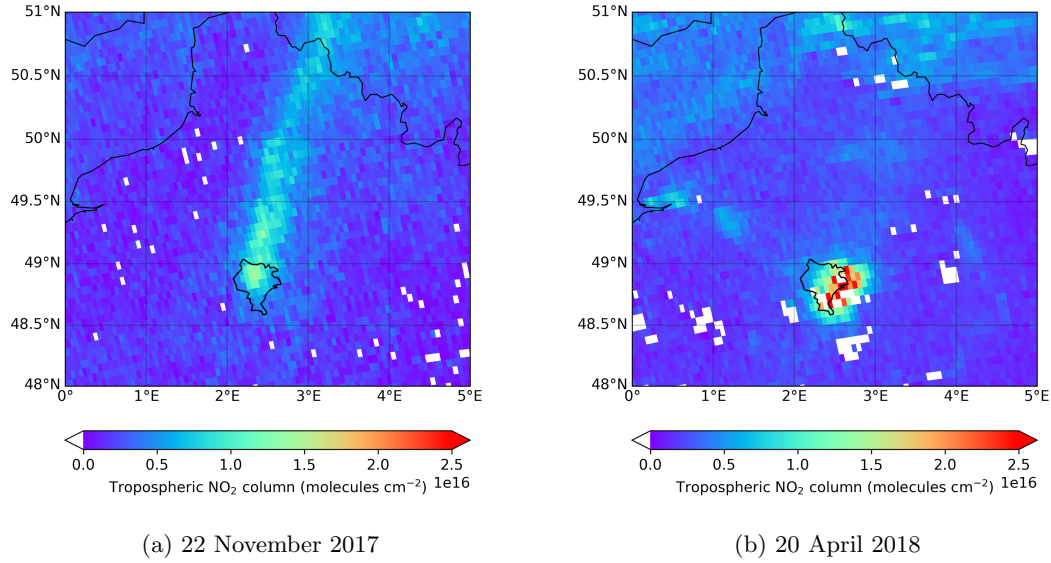 51°N
50.5°N
50°N
49.5°N
49°N
48.5°N
48°N
0° 1°E 2°E 3°E 4°E 5°E
0.0 0.5 1.0 1.5 2.0 2.5
1e16
Tropospheric NO₂ column (molecules cm⁻²)
(a) 22 November 2017
51°N
50.5°N
50°N
49.5°N
49°N
48.5°N
48°N
0° 1°E 2°E 3°E 4°E 5°E
0.0 0.5 1.0 1.5 2.0 2.5
1e16
Tropospheric NO₂ column (molecules cm⁻²)
(b) 20 April 2018